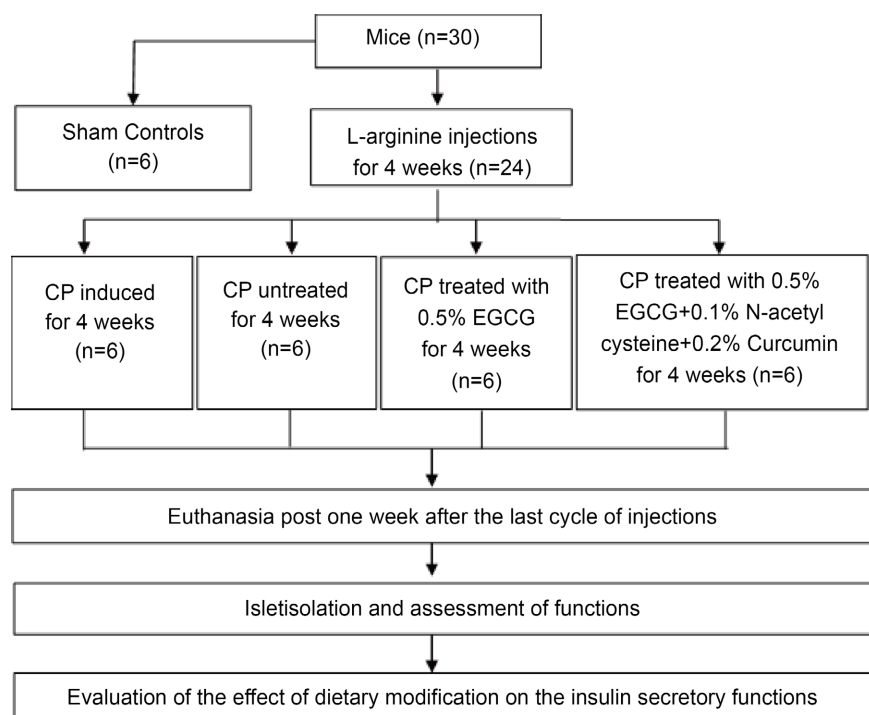 Mice (n=30)
Sham Controls
(n=6)
L-arginine injections
for 4 weeks (n=24)
CP induced
for 4 weeks
(n=6)
CP untreated
for 4 weeks
(n=6)
CP treated with
0.5% EGCG
for 4 weeks
(n=6)
CP treated with 0.5%
EGCG+0.1% N-acetyl
cysteine+0.2% Curcumin
for 4 weeks (n=6)
Euthanasia post one week after the last cycle of injections
Isletisolation and assessment of functions
Evaluation of the effect of dietary modification on the insulin secretory functions